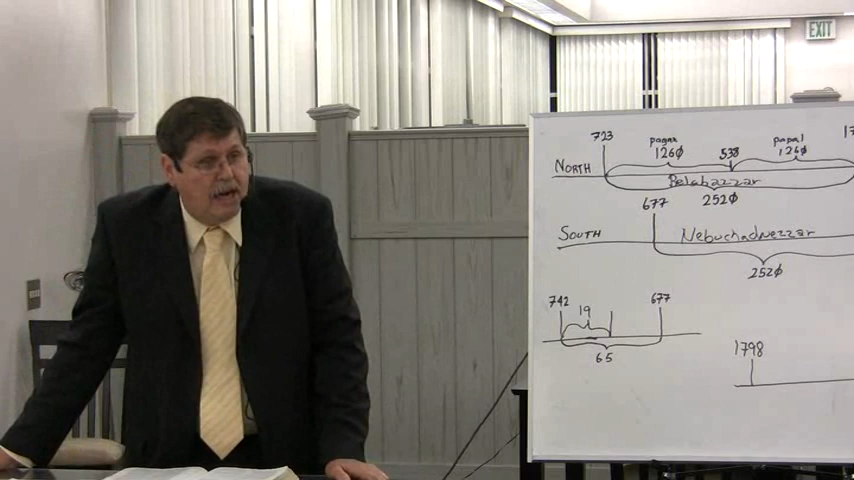 EXIT
723 pagan 538 papal 17
1260 1260
NORTH Belshazzar
2520
677
SOUTH Nebuchadnezzar
2520
742 19 677
65
1798